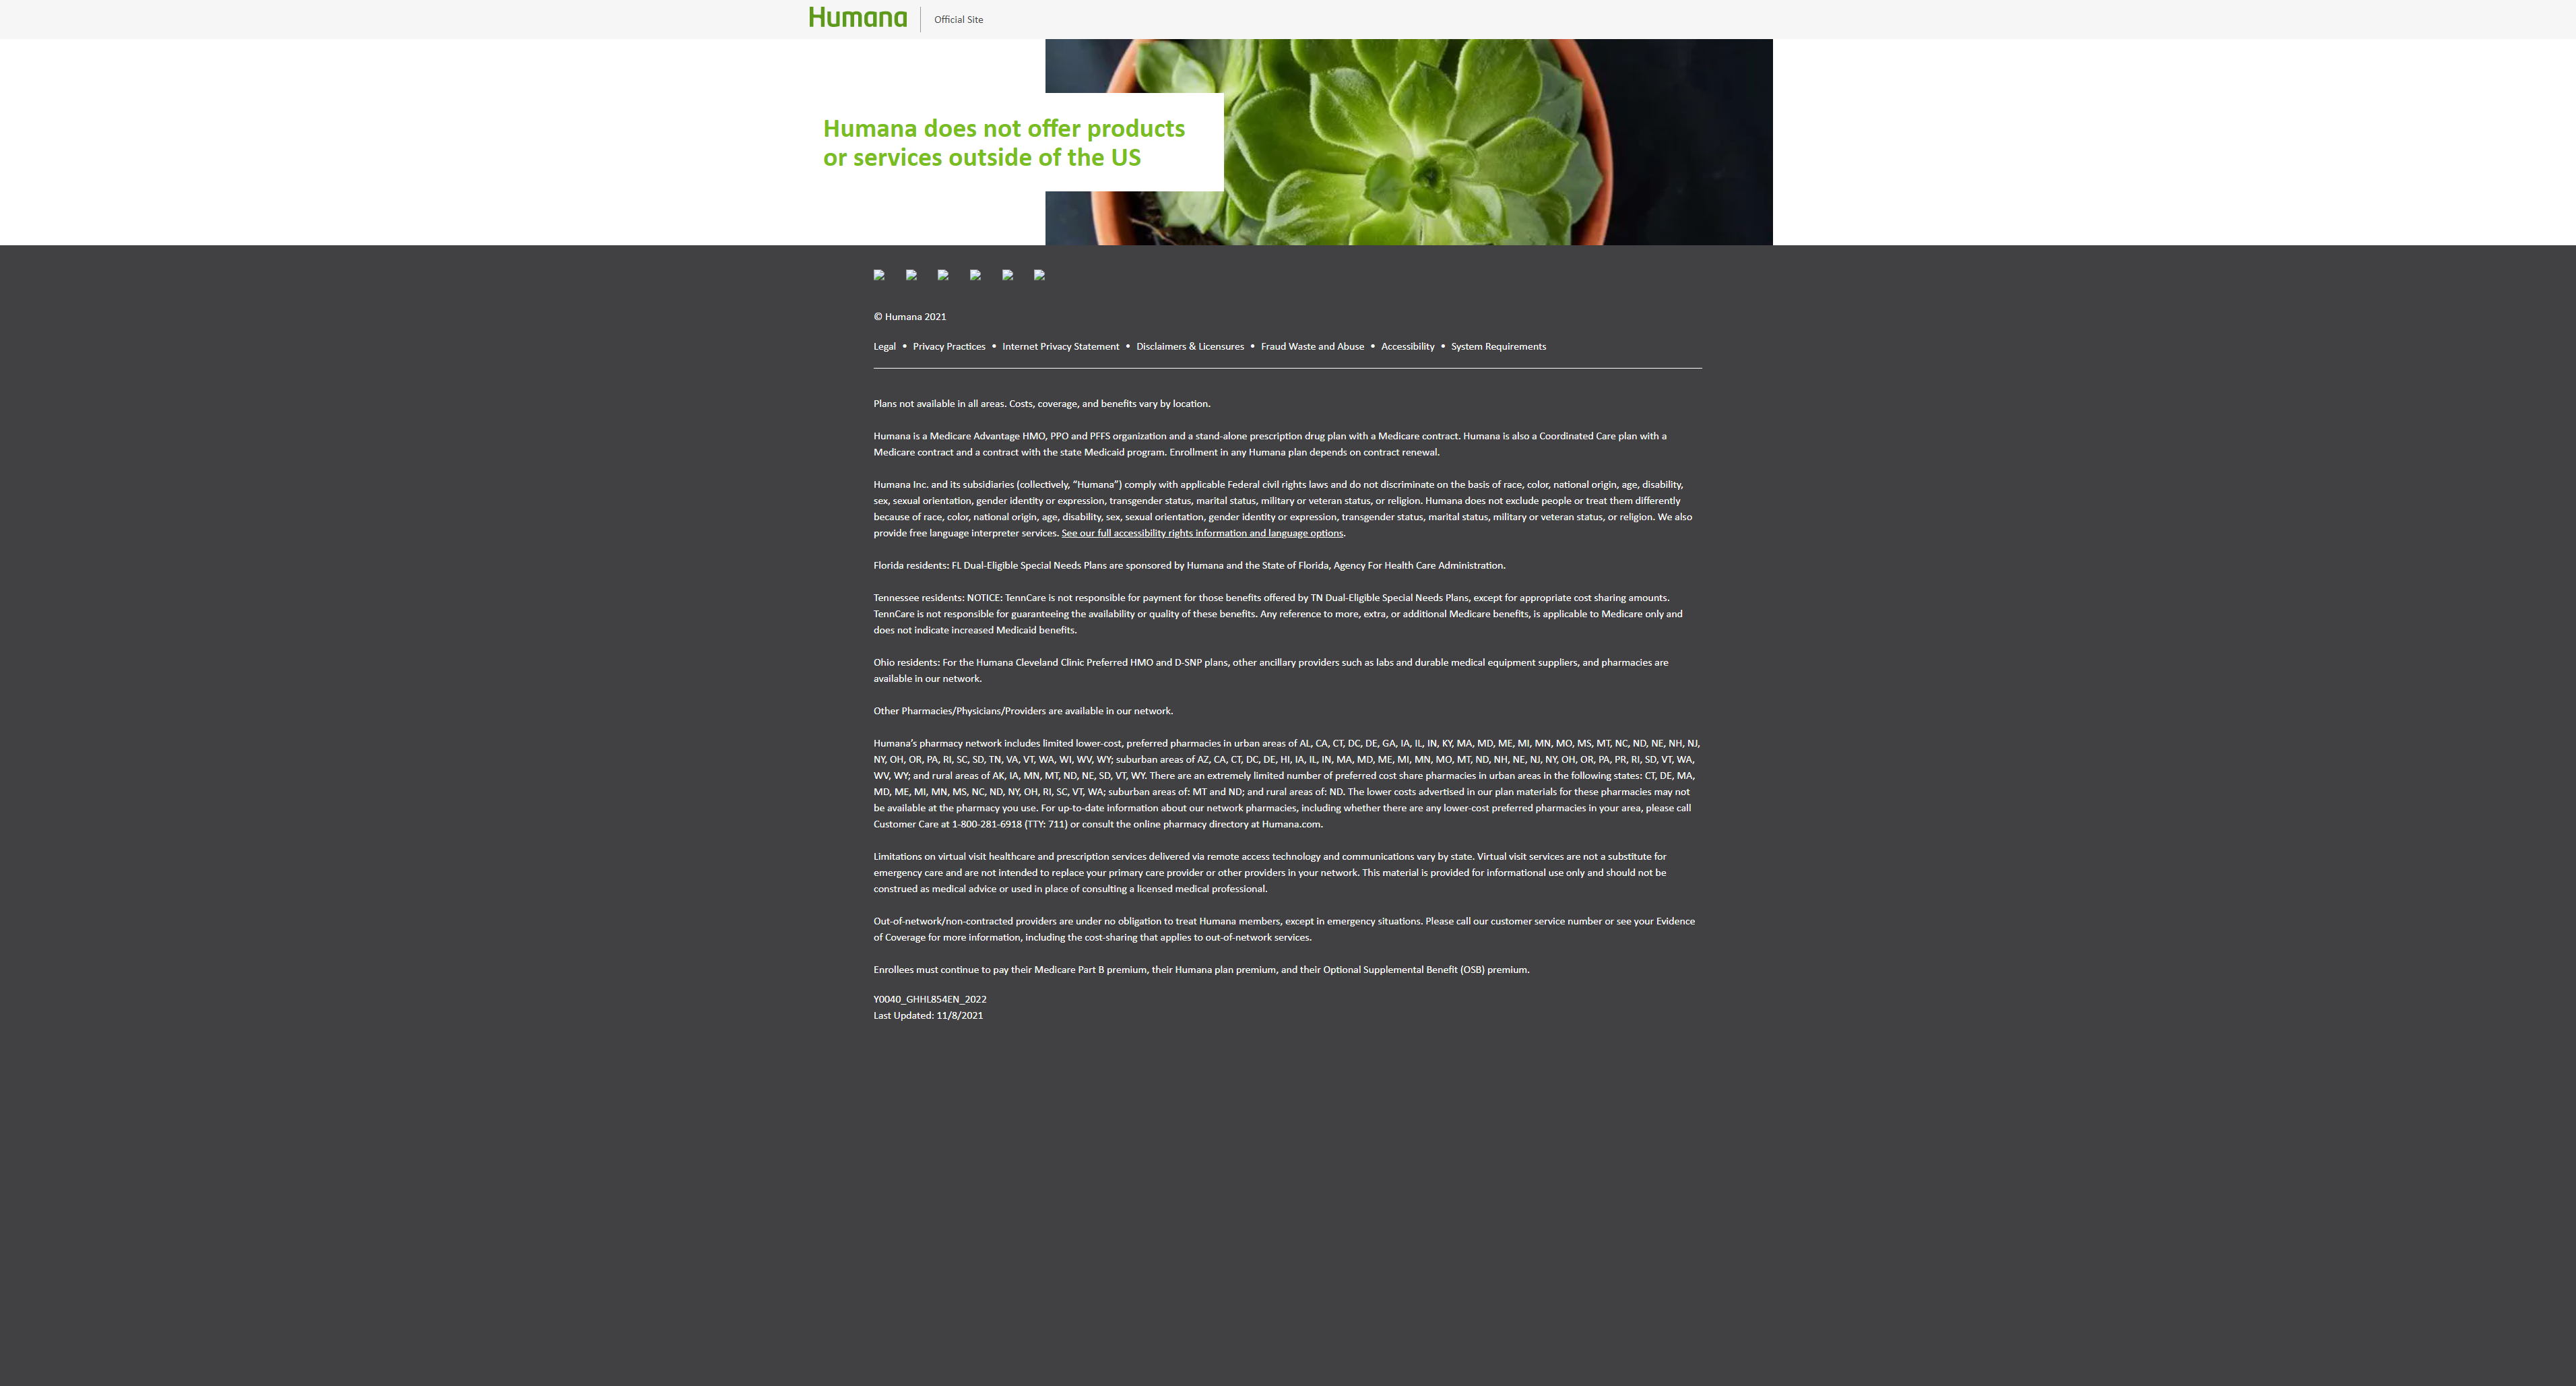 Humana
Official Site
Humana does not offer products
or services outside of the US
© Humana 2021
Legal • Privacy Practices • Internet Privacy Statement • Disclaimers & Licensures • Fraud Waste and Abuse • Accessibility • System Requirements
Plans not available in all areas. Costs, coverage, and benefits vary by location.
Humana is a Medicare Advantage HMO, PPO and PFFS organization and a stand-alone prescription drug plan with a Medicare contract. Humana is also a Coordinated Care plan with a
Medicare contract and a contract with the state Medicaid program. Enrollment in any Humana plan depends on contract renewal.
Humana Inc. and its subsidiaries (collectively, “Humana”) comply with applicable Federal civil rights laws and do not discriminate on the basis of race, color, national origin, age, disability,
sex, sexual orientation, gender identity or expression, transgender status, marital status, military or veteran status, or religion. Humana does not exclude people or treat them differently
because of race, color, national origin, age, disability, sex, sexual orientation, gender identity or expression, transgender status, marital status, military or veteran status, or religion. We also
provide free language interpreter services. See our full accessibility rights information and language options.
Florida residents: FL Dual-Eligible Special Needs Plans are sponsored by Humana and the State of Florida, Agency For Health Care Administration.
Tennessee residents: NOTICE: TennCare is not responsible for payment for those benefits offered by TN Dual-Eligible Special Needs Plans, except for appropriate cost sharing amounts.
TennCare is not responsible for guaranteeing the availability or quality of these benefits. Any reference to more, extra, or additional Medicare benefits, is applicable to Medicare only and
does not indicate increased Medicaid benefits.
Ohio residents: For the Humana Cleveland Clinic Preferred HMO and D-SNP plans, other ancillary providers such as labs and durable medical equipment suppliers, and pharmacies are
available in our network.
Other Pharmacies/Physicians/Providers are available in our network.
Humana’s pharmacy network includes limited lower-cost, preferred pharmacies in urban areas of AL, CA, CT, DC, DE, GA, IA, IL, IN, KY, MA, MD, ME, MI, MN, MO, MS, MT, NC, ND, NE, NH, NJ,
NY, OH, OR, PA, RI, SC, SD, TN, VA, VT, WA, WI, WV, WY; suburban areas of AZ, CA, CT, DC, DE, HI, IA, IL, IN, MA, MD, ME, MI, MN, MO, MT, ND, NH, NE, NJ, NY, OH, OR, PA, PR, RI, SD, VT, WA,
WV, WY; and rural areas of AK, IA, MN, MT, ND, NE, SD, VT, WY. There are an extremely limited number of preferred cost share pharmacies in urban areas in the following states: CT, DE, MA,
MD, ME, MI, MN, MS, NC, ND, NY, OH, RI, SC, VT, WA; suburban areas of: MT and ND; and rural areas of: ND. The lower costs advertised in our plan materials for these pharmacies may not
be available at the pharmacy you use. For up-to-date information about our network pharmacies, including whether there are any lower-cost preferred pharmacies in your area, please call
Customer Care at 1-800-281-6918 (TTY: 711) or consult the online pharmacy directory at Humana.com.
Limitations on virtual visit healthcare and prescription services delivered via remote access technology and communications vary by state. Virtual visit services are not a substitute for
emergency care and are not intended to replace your primary care provider or other providers in your network. This material is provided for informational use only and should not be
construed as medical advice or used in place of consulting a licensed medical professional.
Out-of-network/non-contracted providers are under no obligation to treat Humana members, except in emergency situations. Please call our customer service number or see your Evidence
of Coverage for more information, including the cost-sharing that applies to out-of-network services.
Enrollees must continue to pay their Medicare Part B premium, their Humana plan premium, and their Optional Supplemental Benefit (OSB) premium.
Y0040_GHHL854EN_2022
Last Updated: 11/8/2021